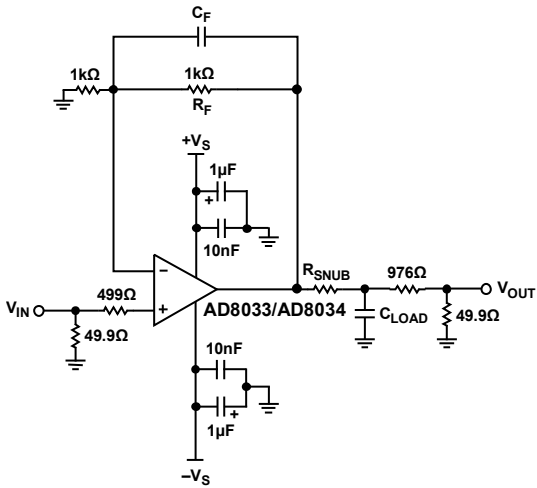 C_F
1kΩ
1kΩ
R_F
+V_S
1µF
+
10nF
R_SNUB
976Ω
V_OUT
−
+
AD8033/AD8034
V_IN
499Ω
49.9Ω
C_LOAD
49.9Ω
10nF
+
1µF
−V_S